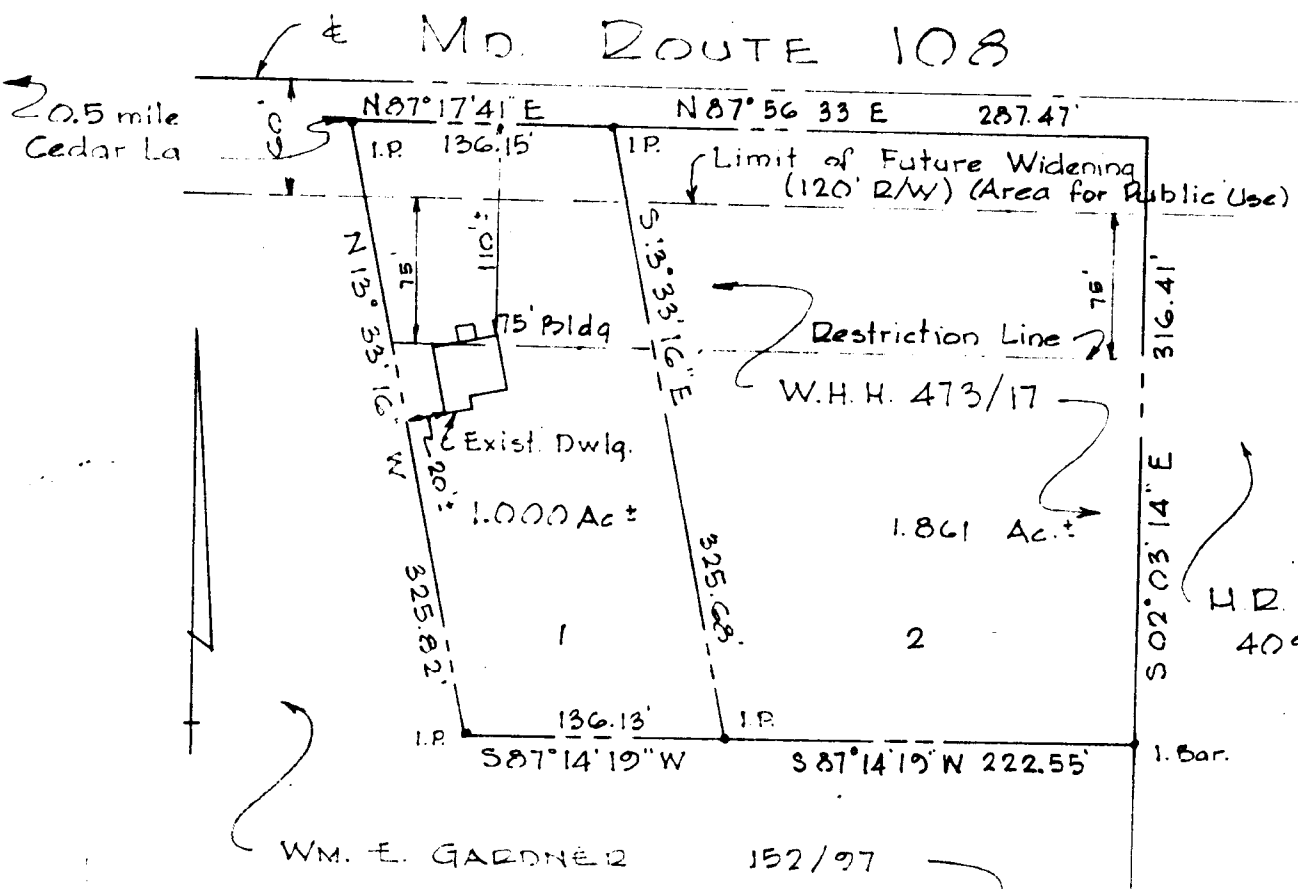 ℄ MD. ROUTE 108
0.5 mile
Cedar La
60'
N87°17'41" E
136.15'
N87°56 33 E 287.47'
I.P.
I.P.
Limit of Future Widening
(120' R/W) (Area for Public Use)
N 13° 33' 16" W
325.82'
75'
110'±
75' Bldg
Restriction Line
75'
S 13° 33' 16" E
325.68'
W.H.H. 473/17
316.41'
S 02° 03' 14" E
Exist. Dwlg.
20'±
1.000 Ac ±
1.861 Ac. ±
H.R.
1
2
136.13'
I.P.
I.P.
S87°14'19" W
S 87°14'19" W 222.55'
I. Bar.
WM. E. GARDNER 152/97